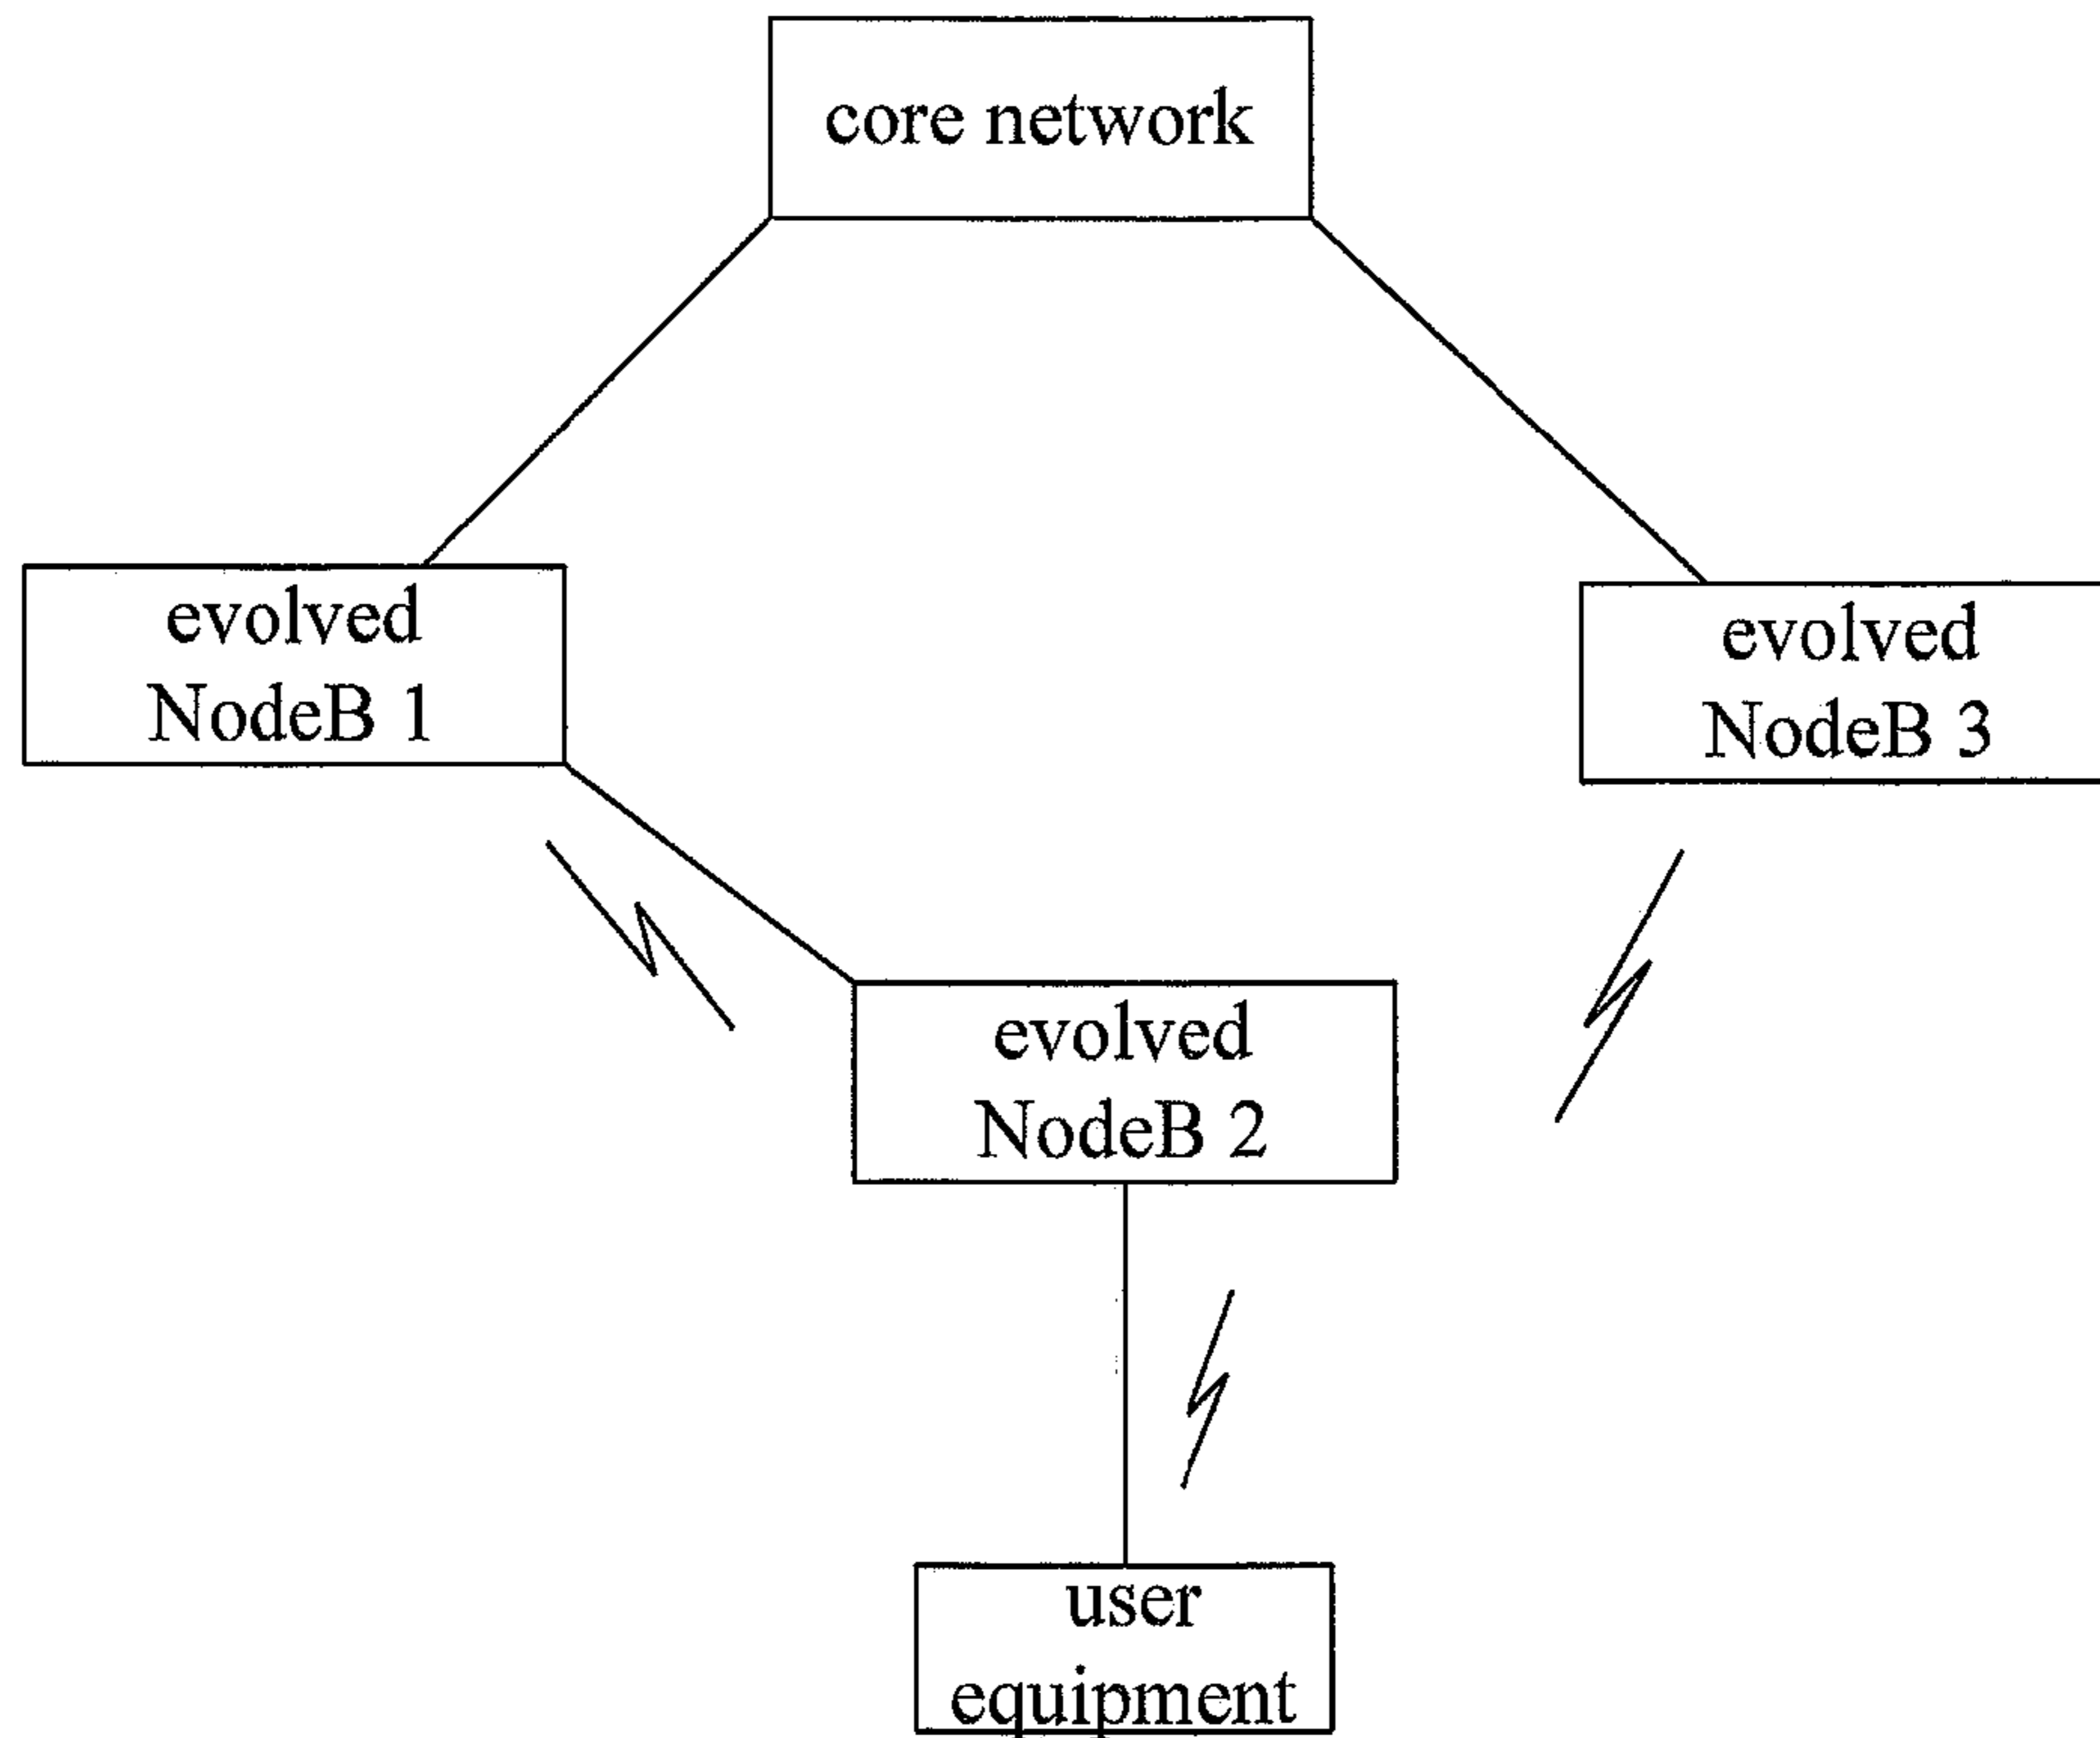 core network
evolved
NodeB 1
evolved
NodeB 3
evolved
NodeB 2
user
equipment